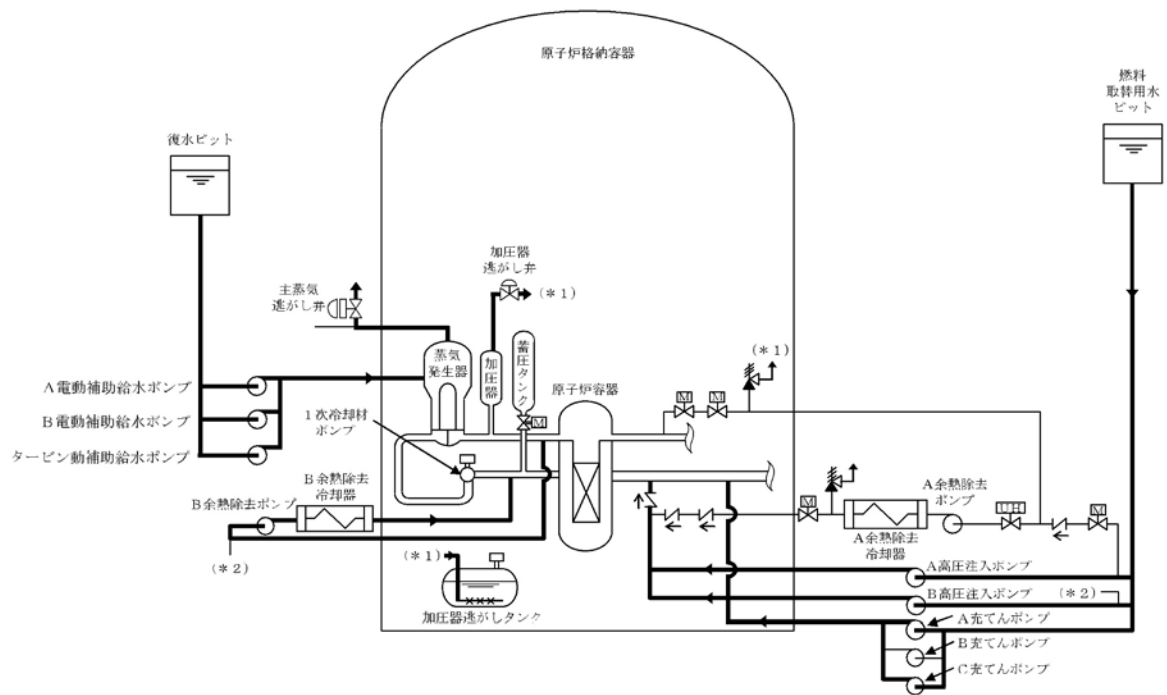 原子炉格納容器
燃料
取替用水
ピット
復水ピット
加圧器
逃がし弁
(＊1)
主蒸気
逃がし弁
蒸気
発生器
加圧器
蓄圧タンク
原子炉容器
(＊1)
M
M
M
A電動補助給水ポンプ
B電動補助給水ポンプ
タービン動補助給水ポンプ
1次冷却材
ポンプ
B余熱除去
冷却器
B余熱除去ポンプ
(＊2)
(＊1)
加圧器逃がしタンク
M
A余熱除去
ポンプ
UH
M
A余熱除去
冷却器
A高圧注入ポンプ
B高圧注入ポンプ
(＊2)
A充てんポンプ
B充てんポンプ
C充てんポンプ